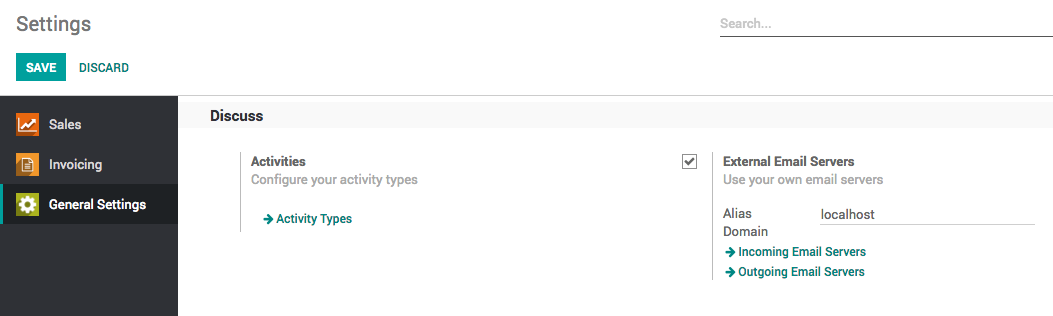 Settings
Search...
SAVE DISCARD
Sales
Invoicing
General Settings
Discuss
Activities
Configure your activity types
Activity Types
External Email Servers
Use your own email servers
Alias
Domain
localhost
Incoming Email Servers
Outgoing Email Servers